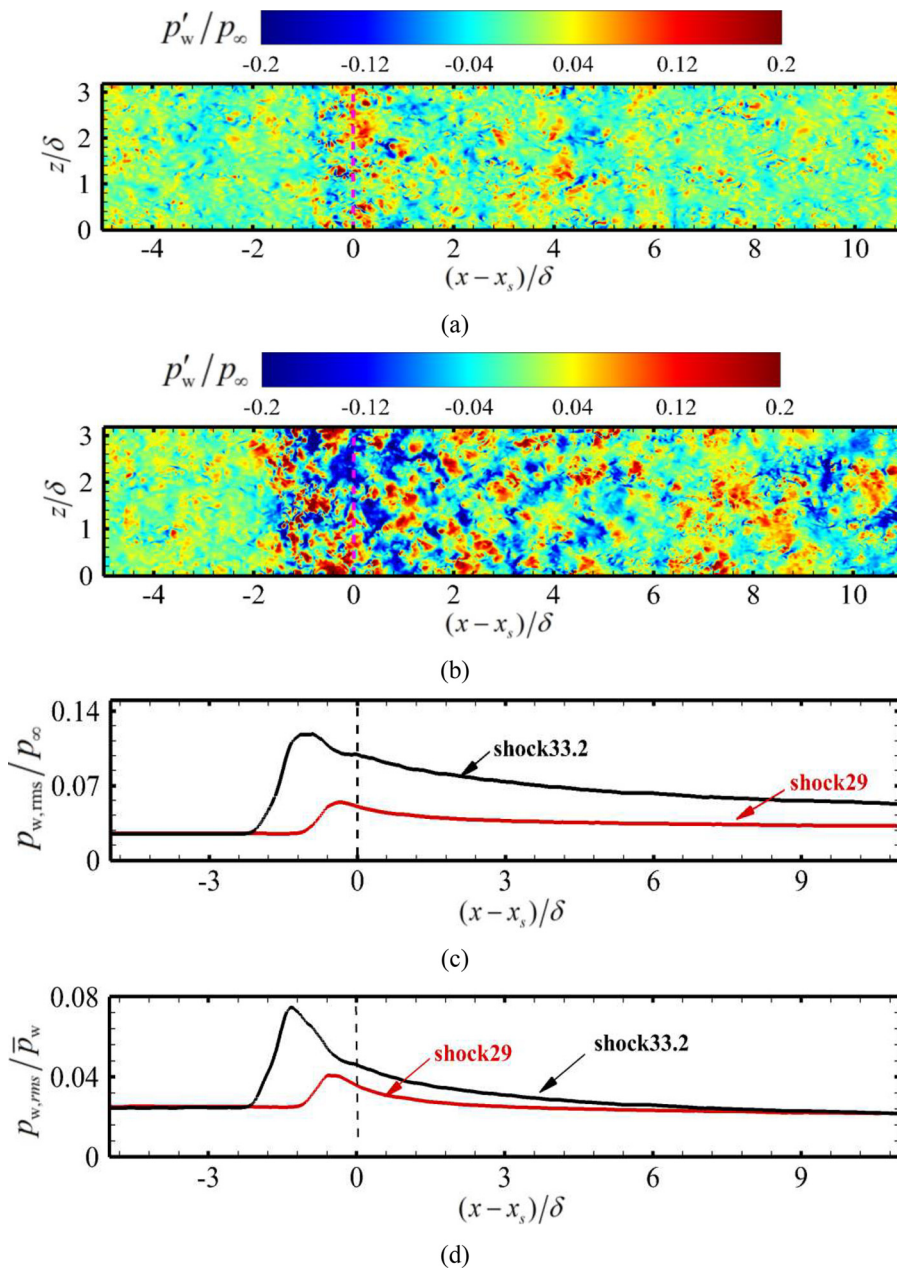 p′w/p∞
-0.2 -0.12 -0.04 0.04 0.12 0.2
z/δ
3
2
1
0
-4 -2 0 2 4 6 8 10
(x−xs)/δ
(a)
p′w/p∞
-0.2 -0.12 -0.04 0.04 0.12 0.2
z/δ
3
2
1
0
-4 -2 0 2 4 6 8 10
(x−xs)/δ
(b)
pw,rms/p∞
0.14
0.07
0
shock33.2
shock29
-3 0 3 6 9
(x−xs)/δ
(c)
pw,rms/p̅w
0.08
0.04
0
shock29
shock33.2
-3 0 3 6 9
(x−xs)/δ
(d)